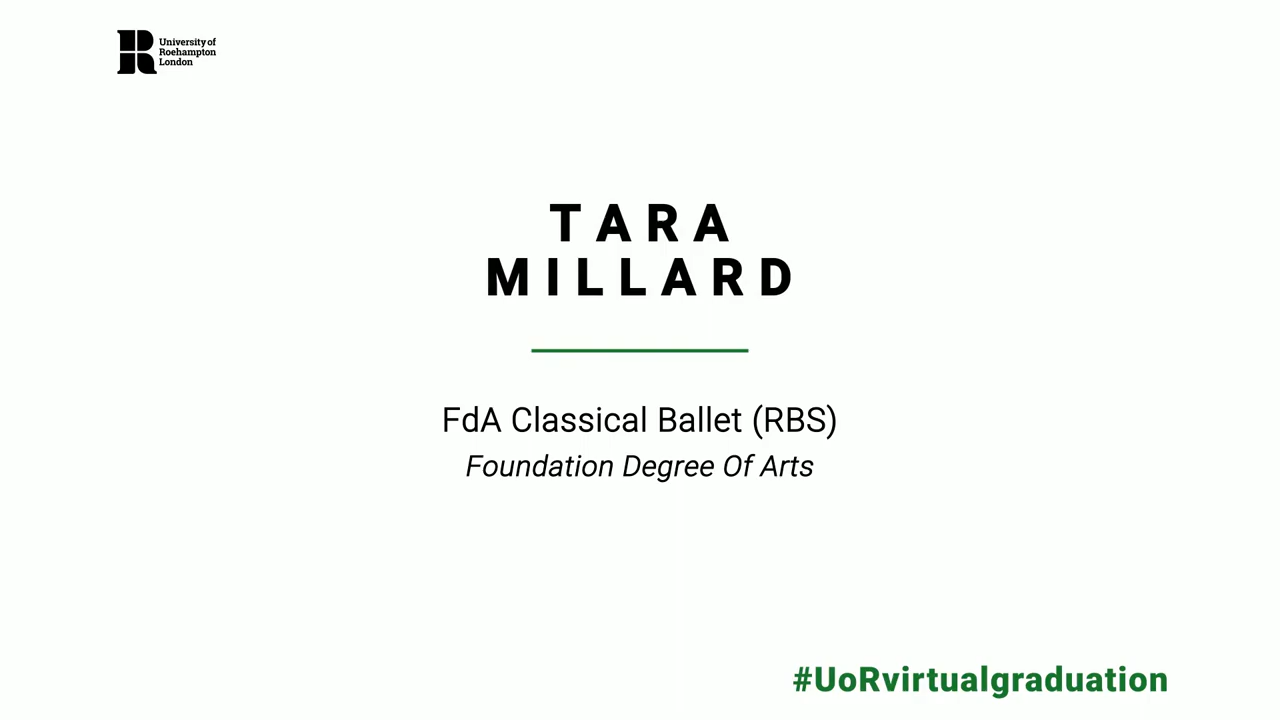 University of
Roehampton
London
TARA
MILLARD
FdA Classical Ballet (RBS)
Foundation Degree Of Arts
#UoRvirtualgraduation